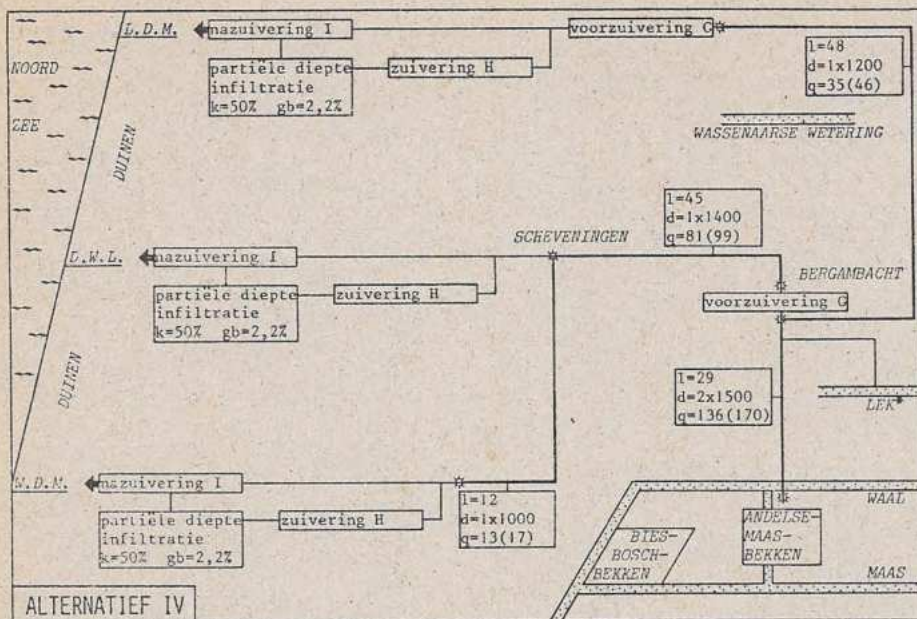 L.D.M.
nazuivering I
voorzuivering G
NOORD
ZEE
partiële diepte
infiltratie
k=50% gb=2,2%
zuivering H
l=48
d=1x1200
q=35(46)
WASSENAARSE WETERING
DUINEN
l=45
d=1x1400
q=81(99)
SCHEVENINGEN
D.W.L.
nazuivering I
BERGAMBACHT
partiële diepte
infiltratie
k=50% gb=2,2%
zuivering H
voorzuivering G
DUINEN
l=29
d=2x1500
q=136(170)
LEK
W.D.M.
nazuivering I
l=12
d=1x1000
q=13(17)
partiële diepte
infiltratie
k=50% gb=2,2%
zuivering H
WAAL
BIES-
BOSCH-
BEKKEN
ANDELSE-
MAAS-
BEKKEN
MAAS
ALTERNATIEF IV